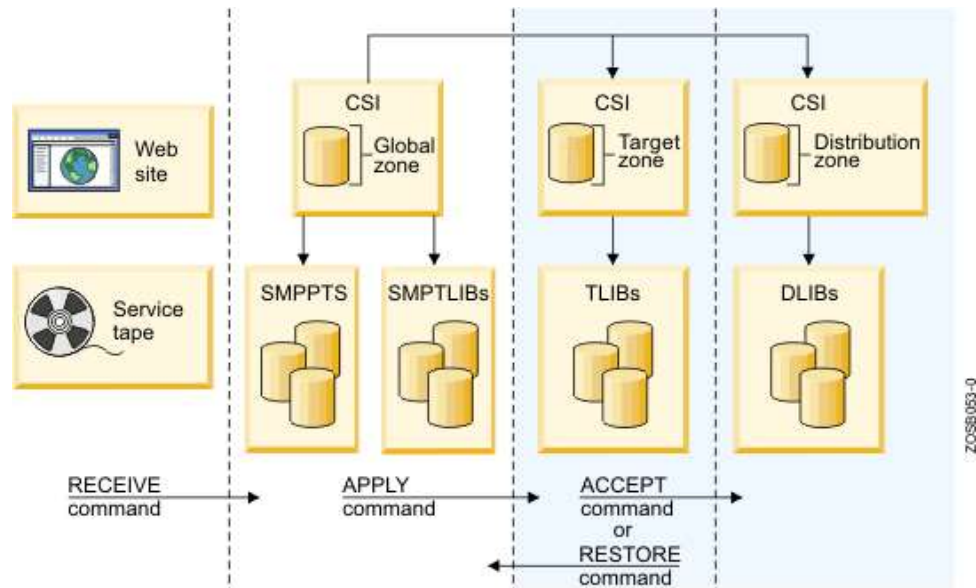 CSI
Global
zone
CSI
Target
zone
CSI
Distribution
zone
Web
site
Service
tape
SMPPTS
SMPTLIBs
TLIBs
DLIBs
RECEIVE
command
APPLY
command
ACCEPT
command
or
RESTORE
command
ZOSB053-0